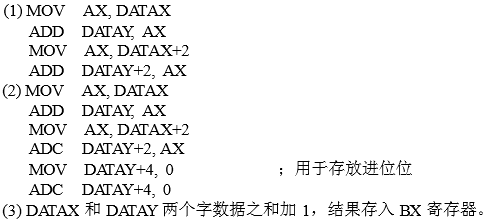 (1) MOV AX, DATAX
ADD DATAY, AX
MOV AX, DATAX+2
ADD DATAY+2, AX
(2) MOV AX, DATAX
ADD DATAY, AX
MOV AX, DATAX+2
ADC DATAY+2, AX
MOV DATAY+4, 0 ；用于存放进位位
ADC DATAY+4, 0
(3) DATAX 和 DATAY 两个字数据之和加 1，结果存入 BX 寄存器。